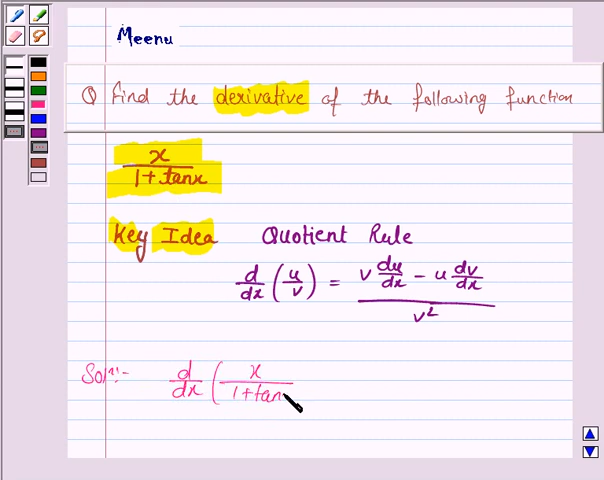 Meenu
Q Find the derivative of the following function
x / 1 + tanx
Key Idea Quotient Rule
d/dx (u/v) = v du/dx - u dv/dx / v²
Solⁿ:- d/dx ( x / 1 + tan